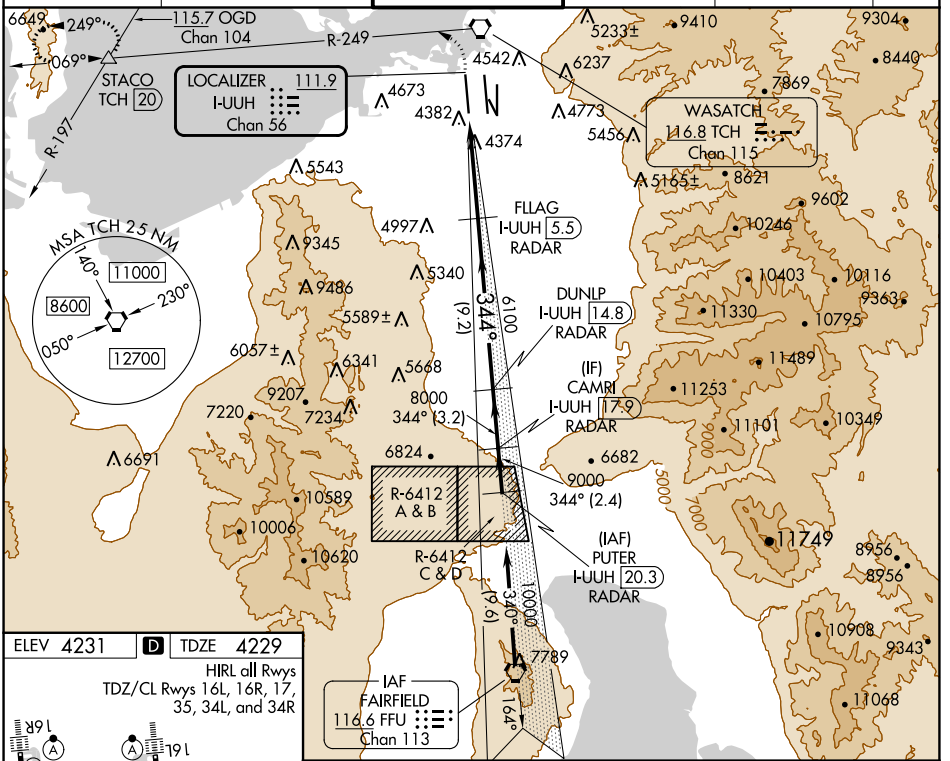 6649
249°
069°
115.7 OGD
Chan 104
R-249
R-197
STACO
TCH 20
LOCALIZER 111.9
I-UUH
Chan 56
4542
5233±
9410
9304
6237
8440
4673
4382
4374
4773
7869
5456
WASATCH
116.8 TCH
Chan 115
5543
5165±
8621
9602
MSA TCH 25 NM
140°
11000
230°
8600
050°
12700
9345
4997
FLLAG
I-UUH 5.5
RADAR
10246
9486
5340
10403
10116
9363
344°
6100
(9.2)
DUNLP
I-UUH 14.8
RADAR
11330
10795
5589±
6057±
6341
5668
(IF)
CAMRI
I-UUH 17.9
RADAR
11489
11253
9207
7220
7234
8000
344° (3.2)
11101
9000
10349
6691
6824
6682
5000
7000
9000
344° (2.4)
R-6412
A & B
10589
10006
10620
R-6412
C & D
(IAF)
PUTER
I-UUH 20.3
RADAR
11749
8956
8956
10000
340°
(9.6)
10908
9343
11068
7789
164°
IAF
FAIRFIELD
116.6 FFU
Chan 113
ELEV 4231 D TDZE 4229
HIRL all Rwys
TDZ/CL Rwys 16L, 16R, 17,
35, 34L, and 34R
16R
A
A
16L